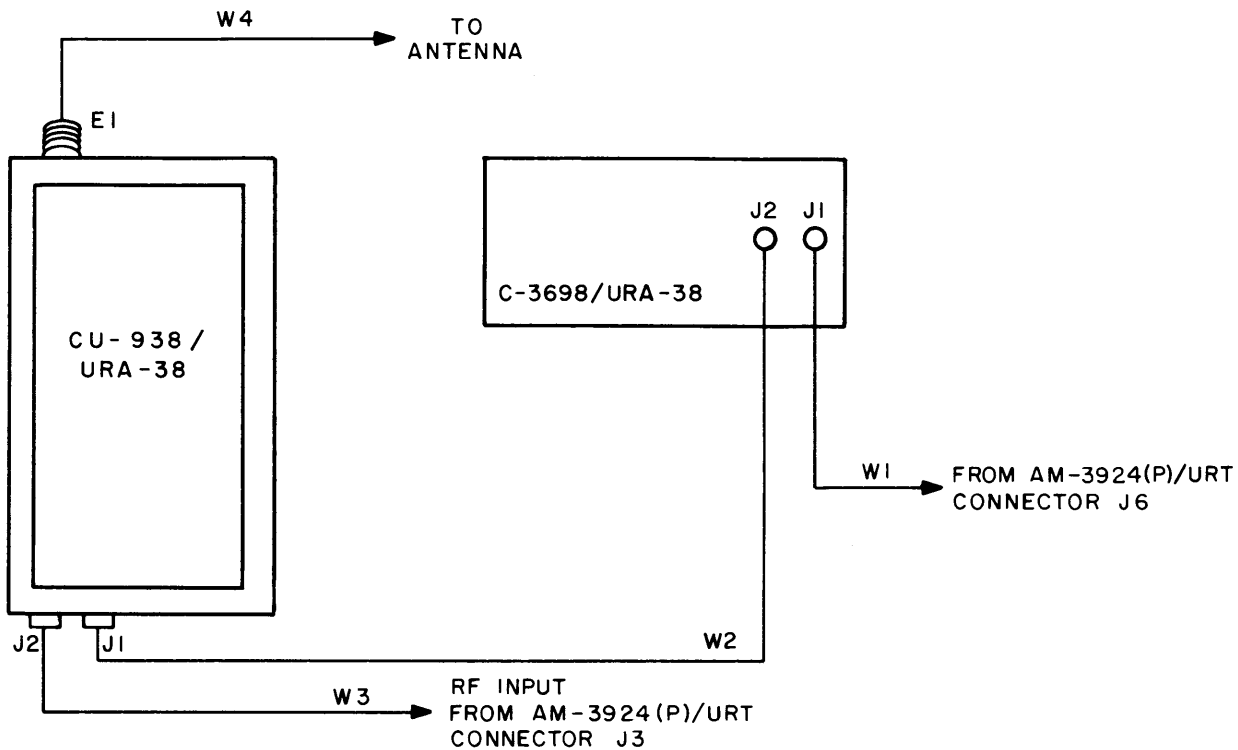 W4
TO
ANTENNA
E1
J2 J1
C-3698/URA-38
CU-938/
URA-38
W1
FROM AM-3924(P)/URT
CONNECTOR J6
J2
J1
W2
W3
RF INPUT
FROM AM-3924(P)/URT
CONNECTOR J3